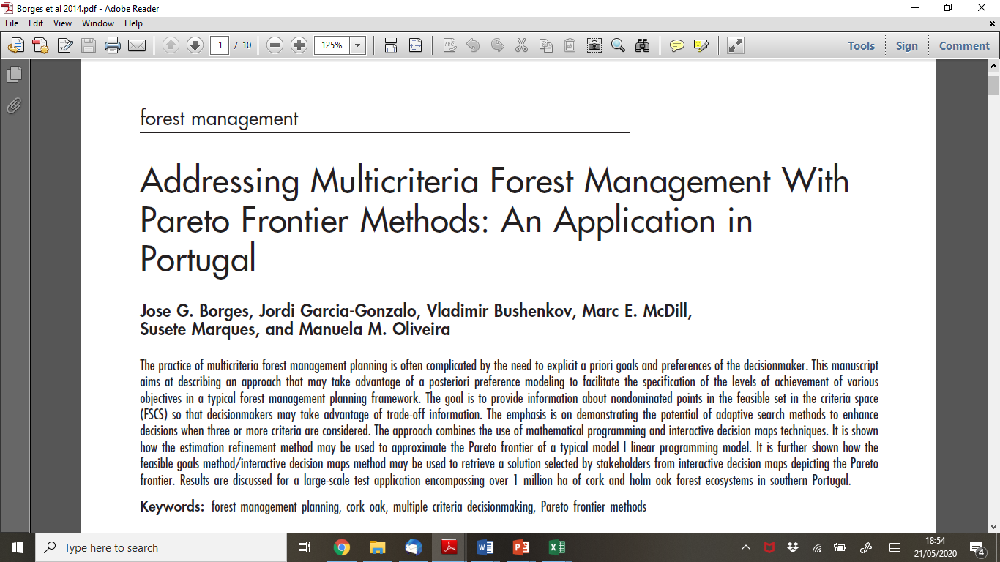 Borges et al 2014.pdf - Adobe Reader
File Edit View Window Help
1 / 10 125% Tools Sign Comment
forest management
Addressing Multicriteria Forest Management With
Pareto Frontier Methods: An Application in
Portugal
Jose G. Borges, Jordi Garcia-Gonzalo, Vladimir Bushenkov, Marc E. McDill,
Susete Marques, and Manuela M. Oliveira
The practice of multicriteria forest management planning is often complicated by the need to explicit a priori goals and preferences of the decisionmaker. This manuscript
aims at describing an approach that may take advantage of a posteriori preference modeling to facilitate the specification of the levels of achievement of various
objectives in a typical forest management planning framework. The goal is to provide information about nondominated points in the feasible set in the criteria space
(FSCS) so that decisionmakers may take advantage of trade-off information. The emphasis is on demonstrating the potential of adaptive search methods to enhance
decisions when three or more criteria are considered. The approach combines the use of mathematical programming and interactive decision maps techniques. It is shown
how the estimation refinement method may be used to approximate the Pareto frontier of a typical model I linear programming model. It is further shown how the
feasible goals method/interactive decision maps method may be used to retrieve a solution selected by stakeholders from interactive decision maps depicting the Pareto
frontier. Results are discussed for a large-scale test application encompassing over 1 million ha of cork and holm oak forest ecosystems in southern Portugal.
Keywords: forest management planning, cork oak, multiple criteria decisionmaking, Pareto frontier methods
Type here to search
18:54
21/05/2020
4